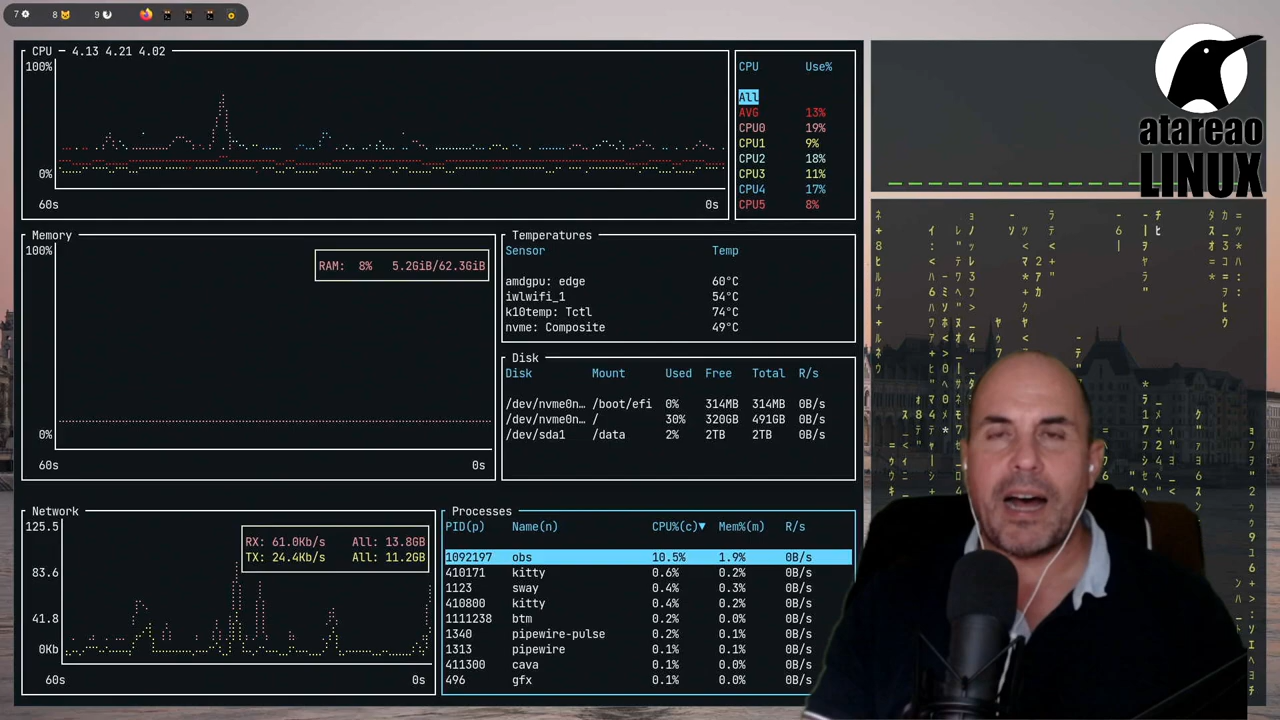 7 8 9
CPU — 4.13 4.21 4.02
100%
0%
60s 0s
CPU Use%
All
AVG 13%
CPU0 19%
CPU1 9%
CPU2 18%
CPU3 11%
CPU4 17%
CPU5 8%
atareao
LINUX
Memory
100%
RAM: 8% 5.2GiB/62.3GiB
0%
60s 0s
Temperatures
Sensor Temp
amdgpu: edge 60°C
iwlwifi_1 54°C
k10temp: Tctl 74°C
nvme: Composite 49°C
Disk
Disk Mount Used Free Total R/s
/dev/nvme0n… /boot/efi 0% 314MB 314MB 0B/s
/dev/nvme0n… / 30% 320GB 491GB 0B/s
/dev/sda1 /data 2% 2TB 2TB 0B/s
Network
125.5
83.6
41.8
0Kb
RX: 61.0Kb/s All: 13.8GB
TX: 24.4Kb/s All: 11.2GB
60s 0s
Processes
PID(p) Name(n) CPU%(c)▼ Mem%(m) R/s
1092197 obs 10.5% 1.9% 0B/s
410171 kitty 0.6% 0.2% 0B/s
1123 sway 0.4% 0.3% 0B/s
410800 kitty 0.4% 0.2% 0B/s
1111238 btm 0.2% 0.0% 0B/s
1340 pipewire-pulse 0.2% 0.1% 0B/s
1313 pipewire 0.1% 0.1% 0B/s
411300 cava 0.1% 0.0% 0B/s
496 gfx 0.1% 0.0% 0B/s